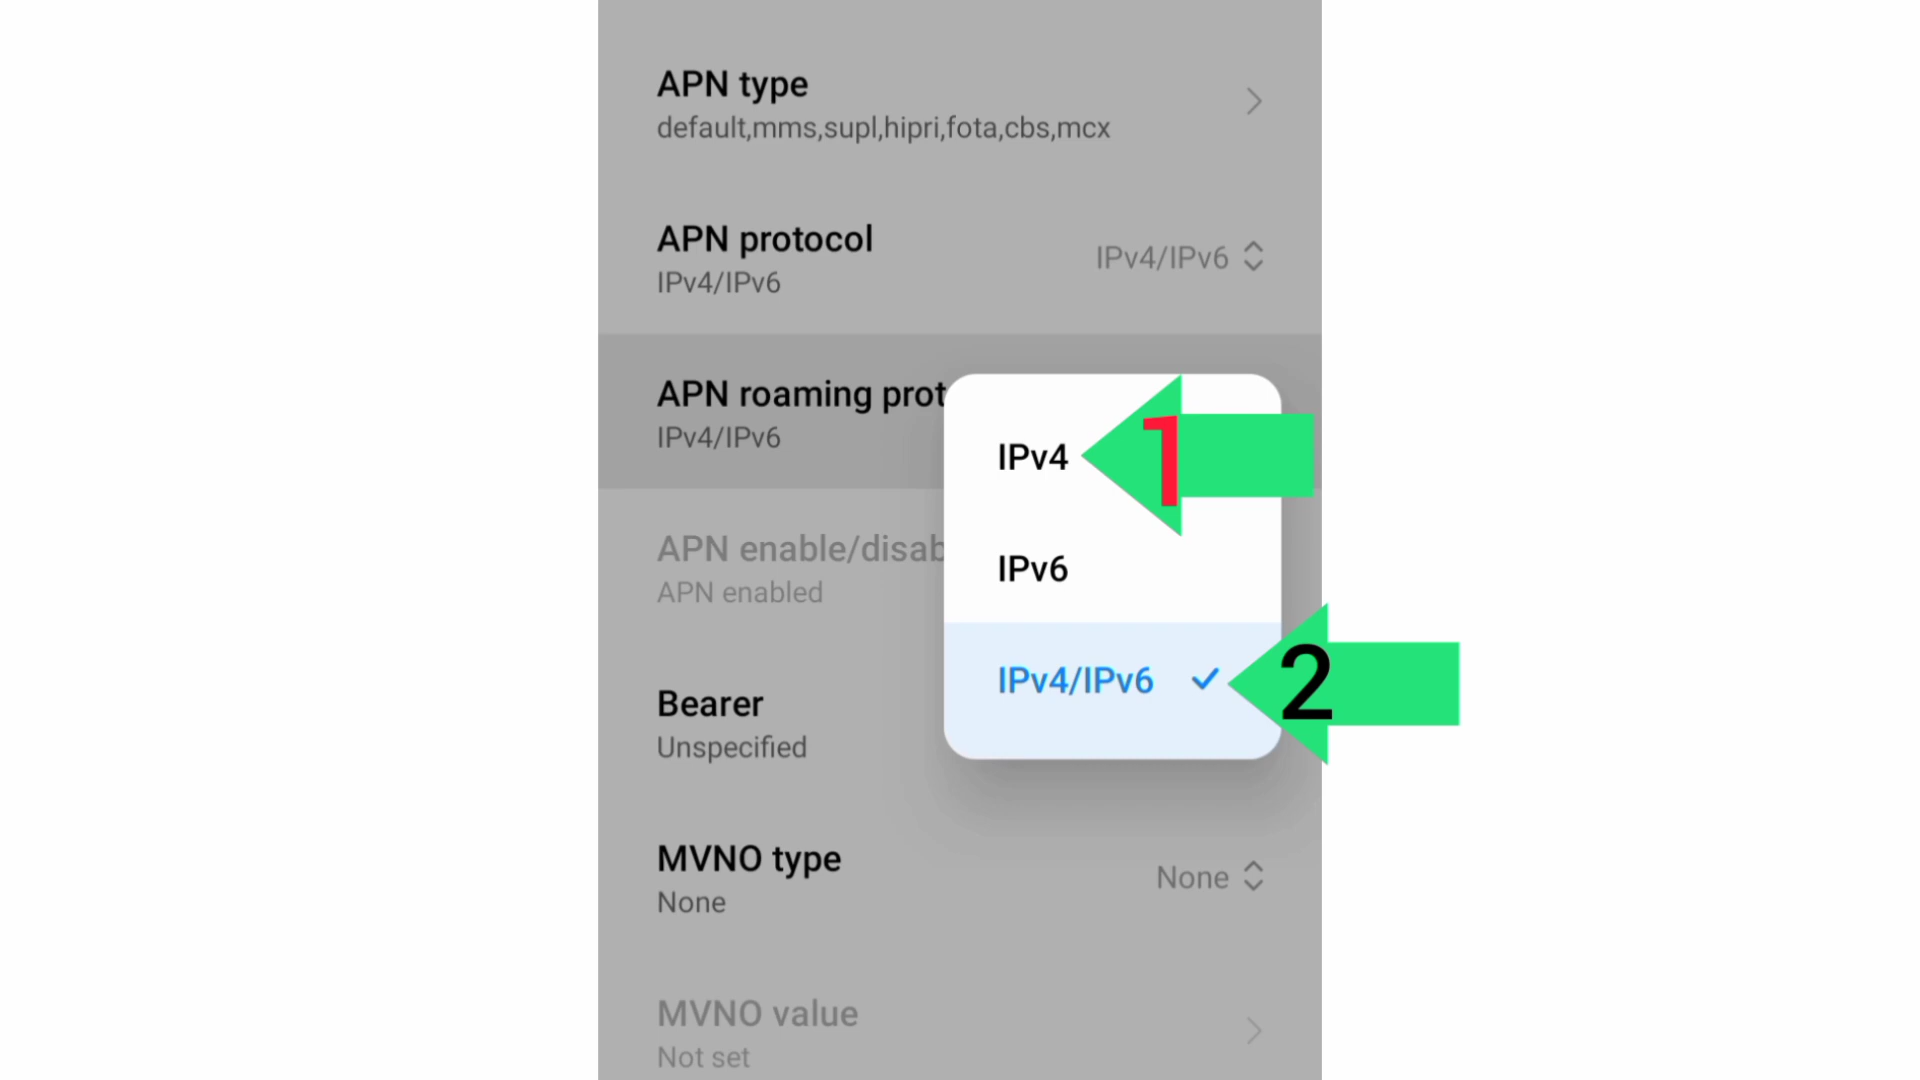 APN type
default,mms,supl,hipri,fota,cbs,mcx
APN protocol
IPv4/IPv6
IPv4/IPv6
APN roaming prot
IPv4/IPv6
IPv4
1
IPv6
APN enable/disab
APN enabled
IPv4/IPv6
2
Bearer
Unspecified
MVNO type
None
None
MVNO value
Not set